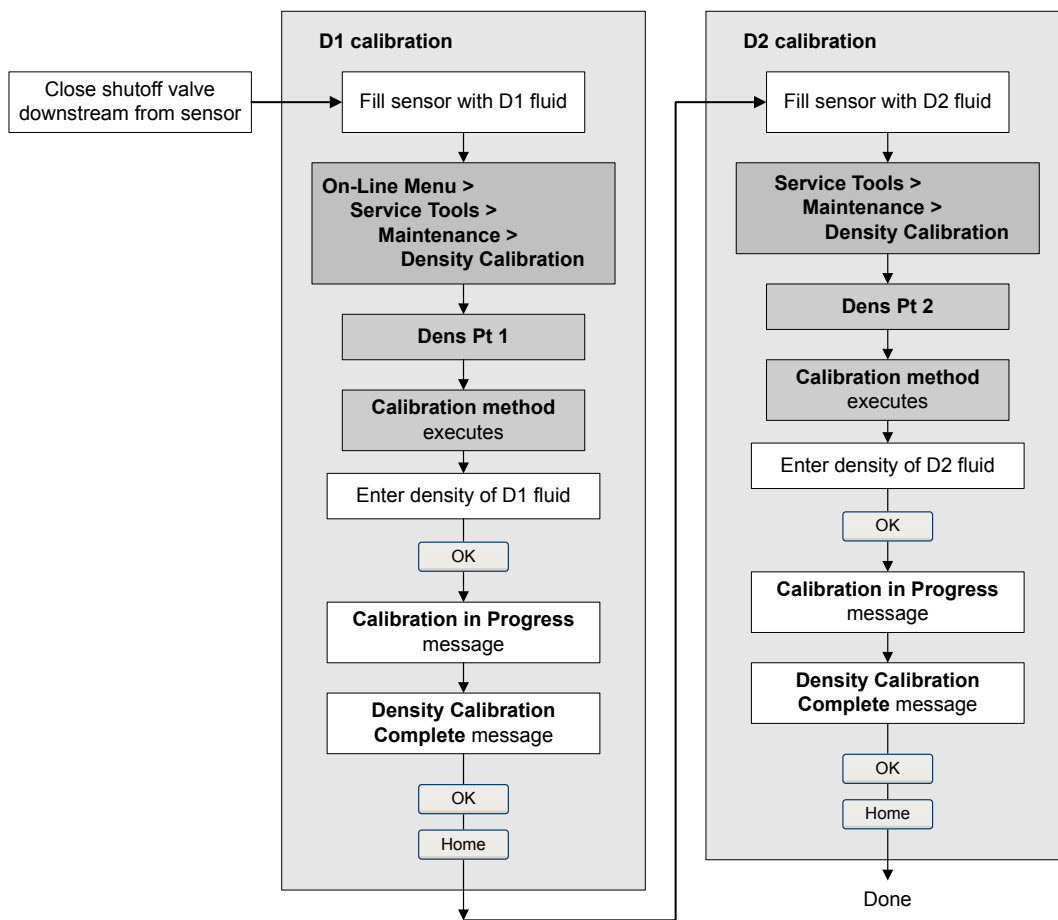 D1 calibration
Close shutoff valve
downstream from sensor
Fill sensor with D1 fluid
On-Line Menu >
Service Tools >
Maintenance >
Density Calibration
Dens Pt 1
Calibration method
executes
Enter density of D1 fluid
OK
Calibration in Progress
message
Density Calibration
Complete message
OK
Home
D2 calibration
Fill sensor with D2 fluid
Service Tools >
Maintenance >
Density Calibration
Dens Pt 2
Calibration method
executes
Enter density of D2 fluid
OK
Calibration in Progress
message
Density Calibration
Complete message
OK
Home
Done